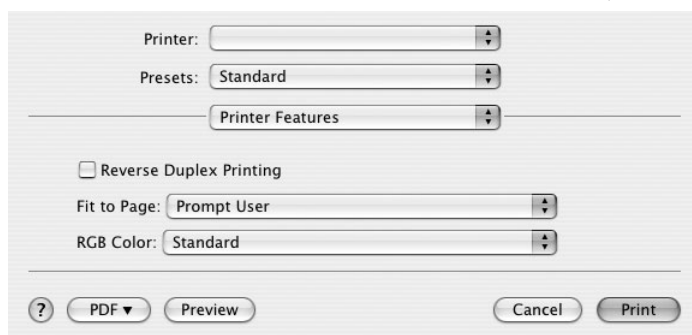 Printer:
Presets: Standard
Printer Features
Reverse Duplex Printing
Fit to Page: Prompt User
RGB Color: Standard
? PDF▼ Preview Cancel Print